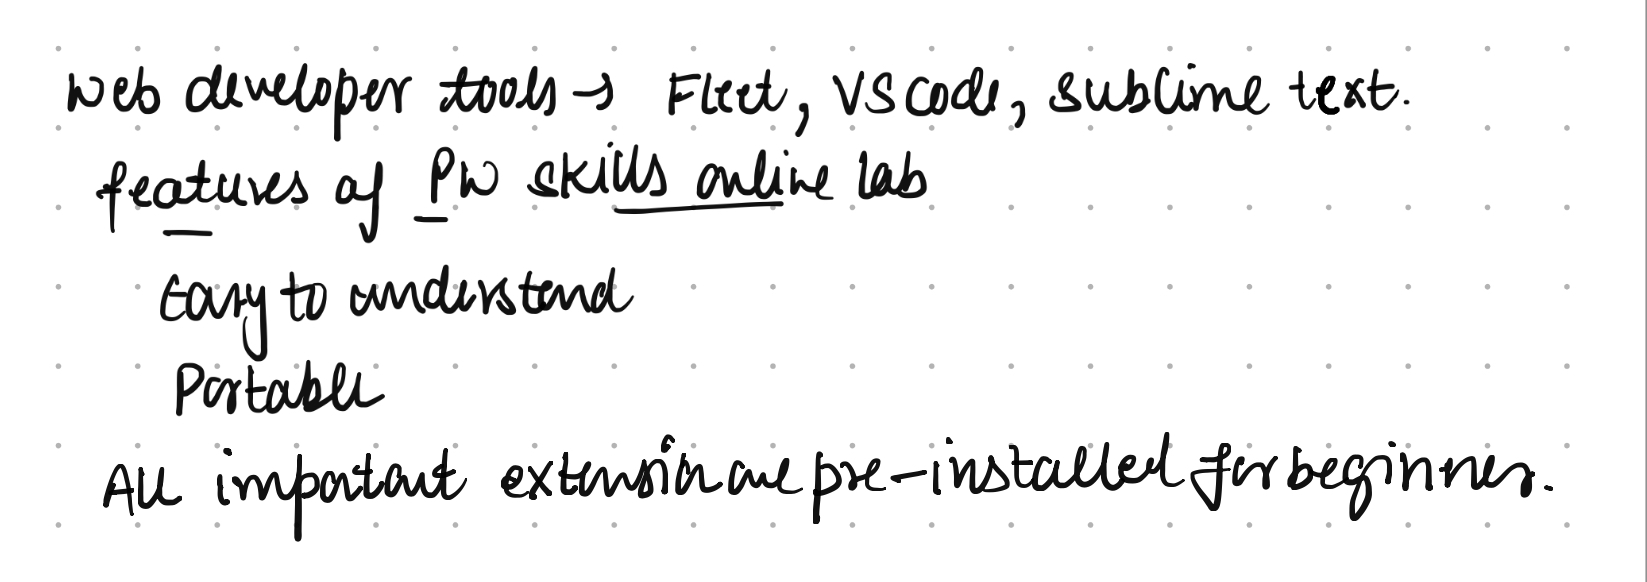 Web developer tools → Fleet, VS code, sublime text.
features of PW skills online lab
Easy to understand
Portable
All important extension are pre-installed for beginner.